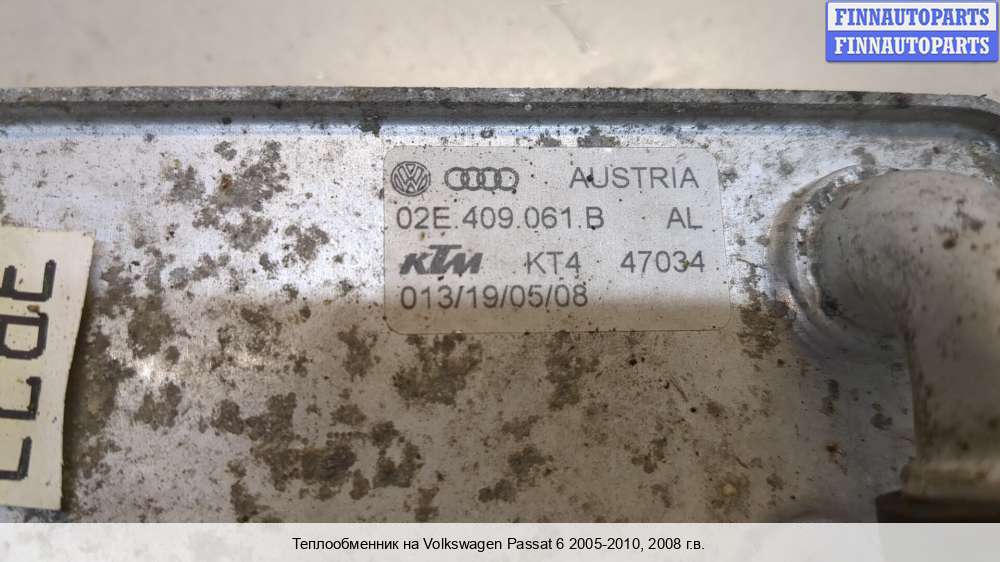 FINNAUTOPARTS
FINNAUTOPARTS
AUSTRIA
02E.409.061.B AL
KTM KT4 47034
013/19/05/08
Теплообменник на Volkswagen Passat 6 2005-2010, 2008 г.в.